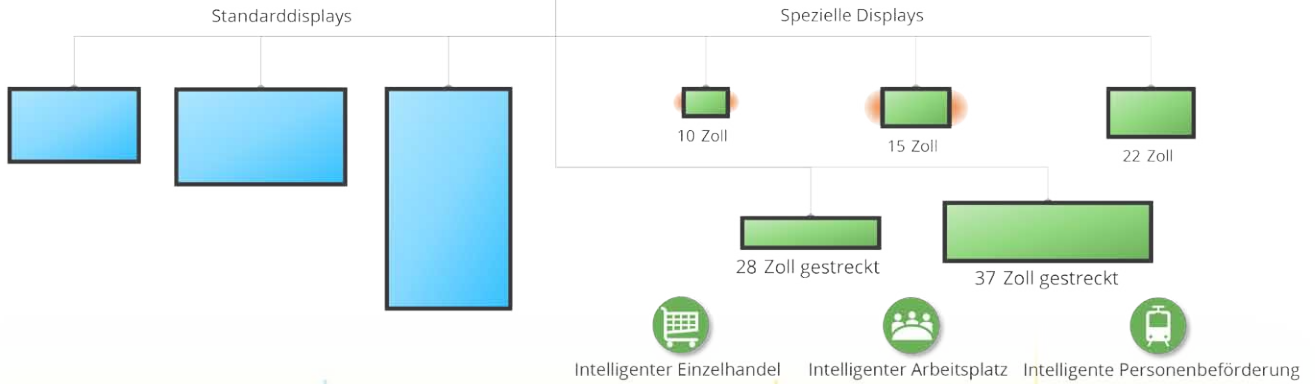 Standarddisplays
Spezielle Displays
10 Zoll
15 Zoll
22 Zoll
28 Zoll gestreckt
37 Zoll gestreckt
Intelligenter Einzelhandel
Intelligenter Arbeitsplatz
Intelligente Personenbeförderung